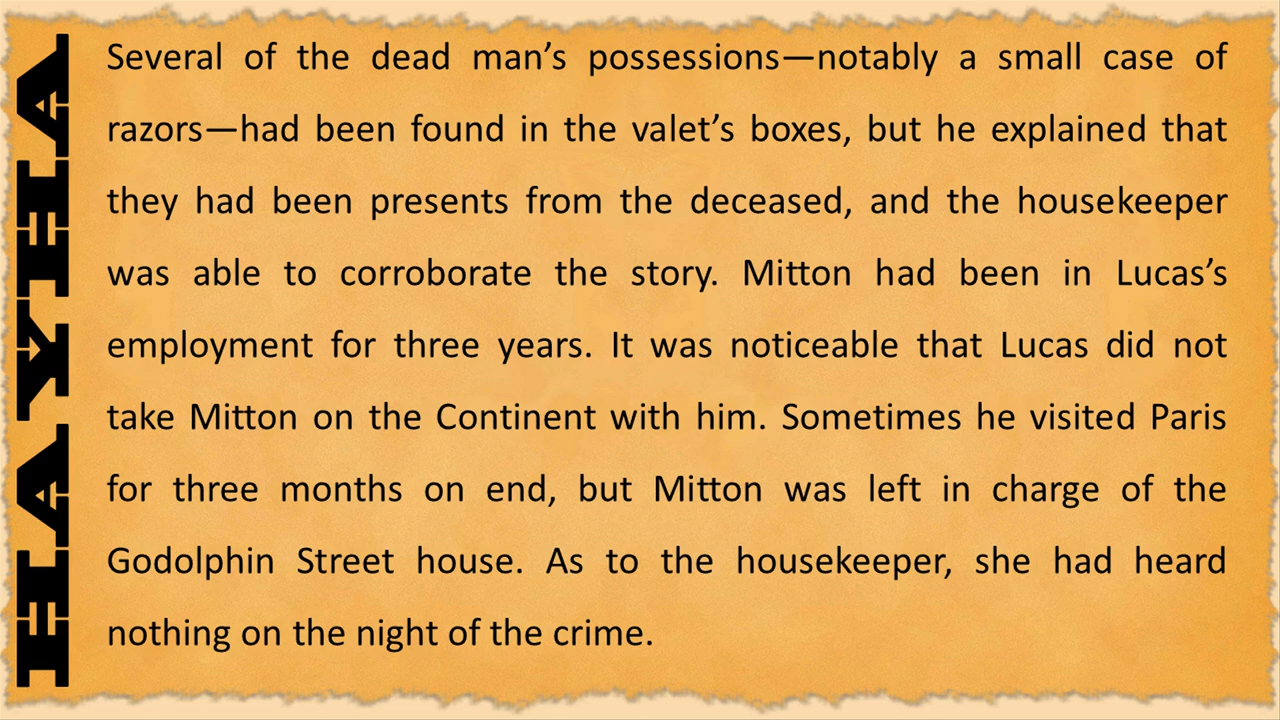 HAYHA
Several of the dead man’s possessions—notably a small case of
razors—had been found in the valet’s boxes, but he explained that
they had been presents from the deceased, and the housekeeper
was able to corroborate the story. Mitton had been in Lucas’s
employment for three years. It was noticeable that Lucas did not
take Mitton on the Continent with him. Sometimes he visited Paris
for three months on end, but Mitton was left in charge of the
Godolphin Street house. As to the housekeeper, she had heard
nothing on the night of the crime.